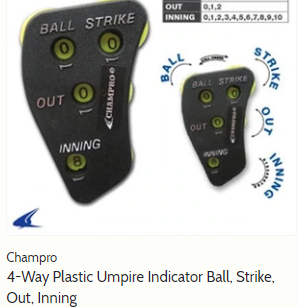 OUT 0,1,2
INNING 0,1,2,3,4,5,6,7,8,9,10
BALL STRIKE
0 0
OUT 0
CHAMPRO
INNING
8
BALL
STRIKE
OUT
INNING
BALL STRIKE
OUT
INNING
Champro
4-Way Plastic Umpire Indicator Ball, Strike,
Out, Inning